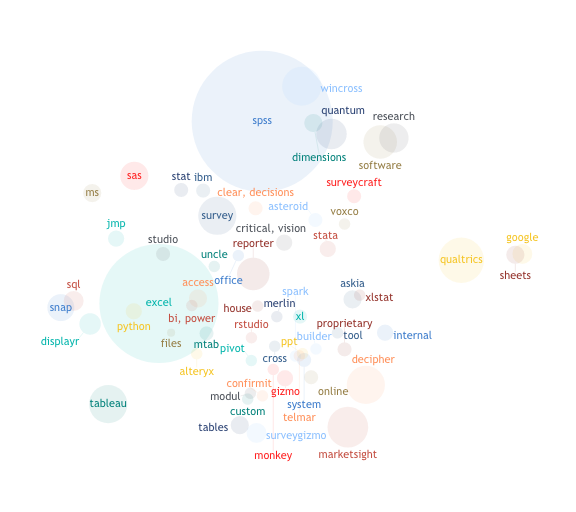 wincross
quantum
research
spss
dimensions
software
sas
stat
ibm
surveycraft
ms
clear, decisions
asteroid
voxco
survey
jmp
critical, vision
stata
google
studio
reporter
uncle
qualtrics
sheets
sql
access
office
spark
askia
xlstat
snap
excel
house
merlin
bi, power
xl
python
rstudio
proprietary
displayr
files
mtab
pivot
ppt
builder
tool
internal
cross
decipher
alteryx
confirmit
gizmo
online
modul
tableau
custom
system
telmar
tables
surveygizmo
monkey
marketsight